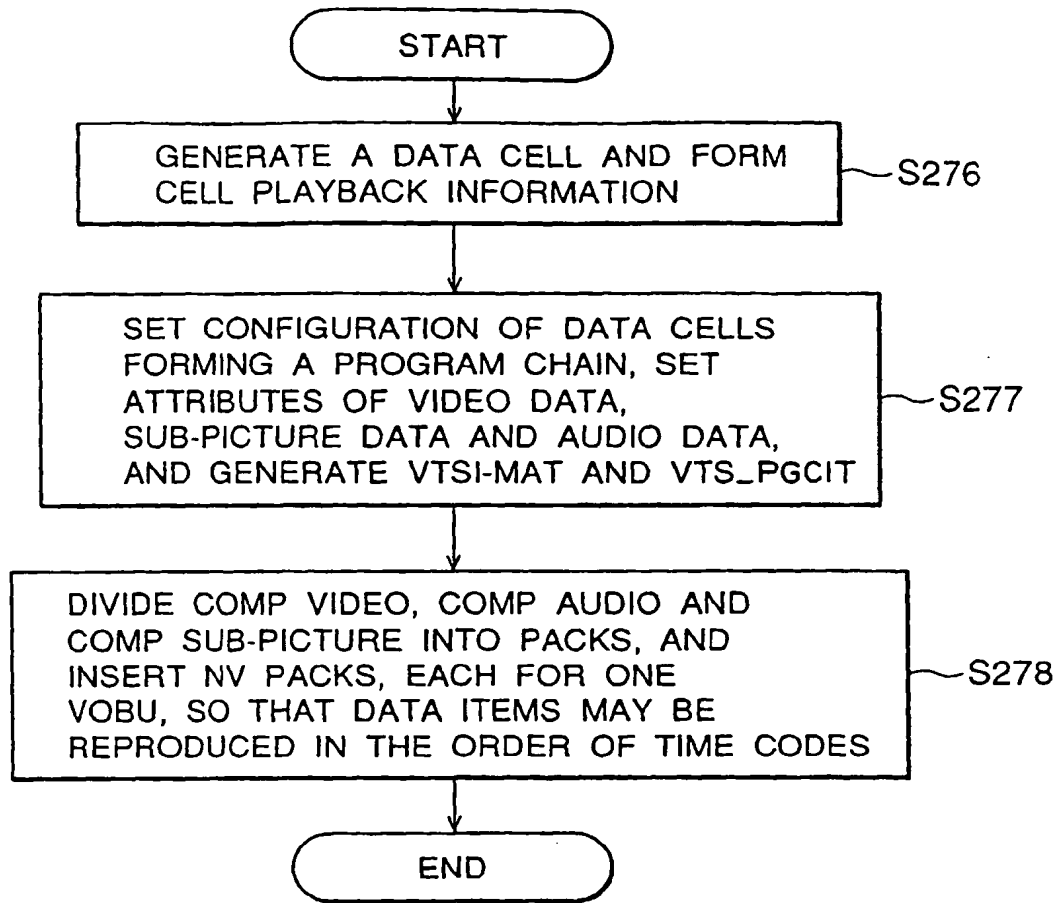 START
GENERATE A DATA CELL AND FORM
CELL PLAYBACK INFORMATION
S276
SET CONFIGURATION OF DATA CELLS
FORMING A PROGRAM CHAIN, SET
ATTRIBUTES OF VIDEO DATA,
SUB-PICTURE DATA AND AUDIO DATA,
AND GENERATE VTSI-MAT AND VTS_PGCIT
S277
DIVIDE COMP VIDEO, COMP AUDIO AND
COMP SUB-PICTURE INTO PACKS, AND
INSERT NV PACKS, EACH FOR ONE
VOBU, SO THAT DATA ITEMS MAY BE
REPRODUCED IN THE ORDER OF TIME CODES
S278
END